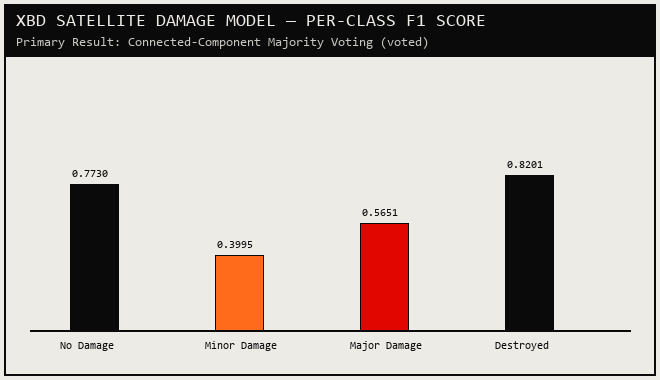 XBD SATELLITE DAMAGE MODEL — PER-CLASS F1 SCORE
Primary Result: Connected-Component Majority Voting (voted)
0.7730
0.3995
0.5651
0.8201
No Damage
Minor Damage
Major Damage
Destroyed